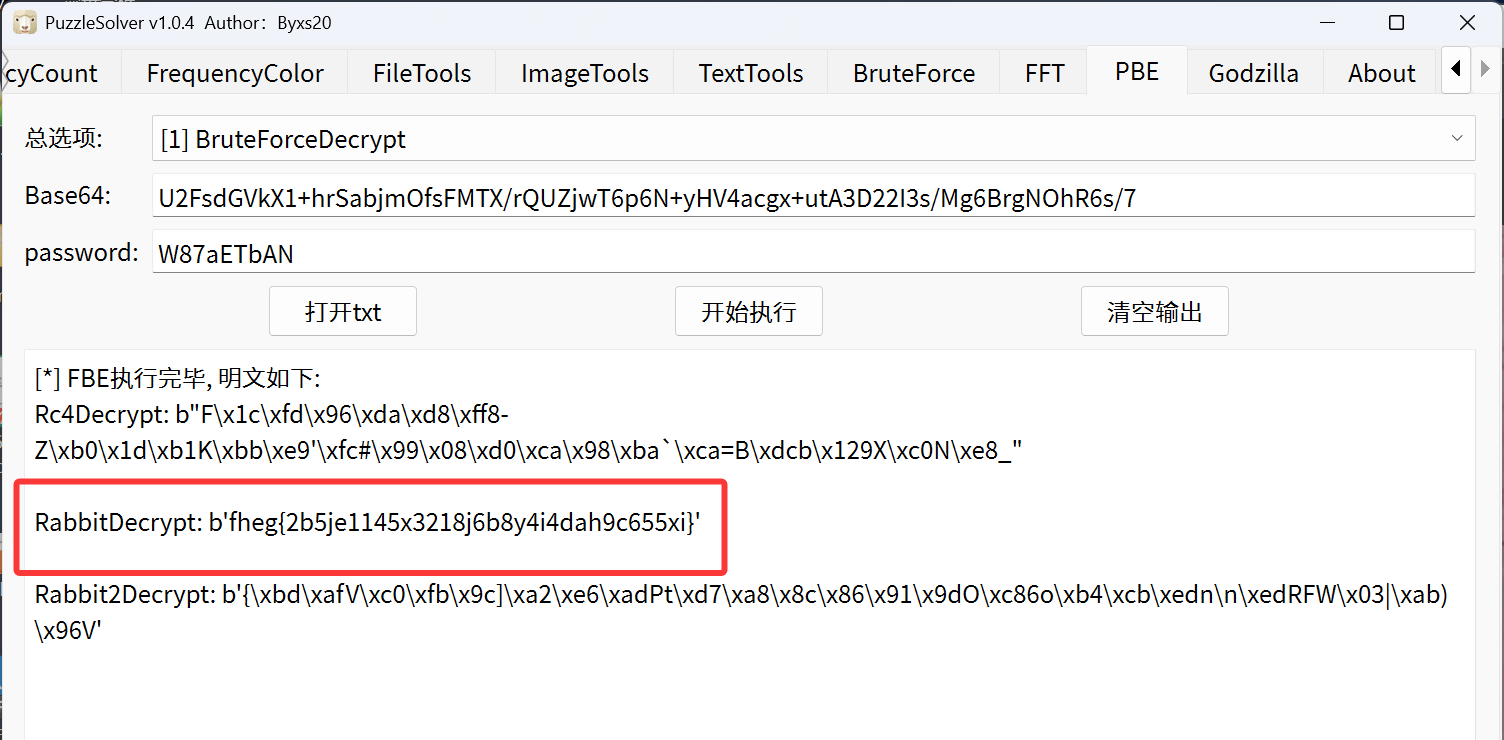 PuzzleSolver v1.0.4 Author：Byxs20
cyCount FrequencyColor FileTools ImageTools TextTools BruteForce FFT PBE Godzilla About
总选项: [1] BruteForceDecrypt
Base64: U2FsdGVkX1+hrSabjmOfsFMTX/rQUZjwT6p6N+yHV4acgx+utA3D22I3s/Mg6BrgNOhR6s/7
password: W87aETbAN
打开txt 开始执行 清空输出
[*] FBE执行完毕, 明文如下:
Rc4Decrypt: b"F\x1c\xfd\x96\xda\xd8\xff8-
Z\xb0\x1d\xb1K\xbb\xe9'\xfc#\x99\x08\xd0\xca\x98\xba`\xca=B\xdcb\x129X\xc0N\xe8_"
RabbitDecrypt: b'fheg{2b5je1145x3218j6b8y4i4dah9c655xi}'
Rabbit2Decrypt: b'{\xbd\xafV\xc0\xfb\x9c]\xa2\xe6\xadPt\xd7\xa8\x8c\x86\x91\x9dO\xc86o\xb4\xcb\xedn\n\xedRFW\x03|\xab)
\x96V'